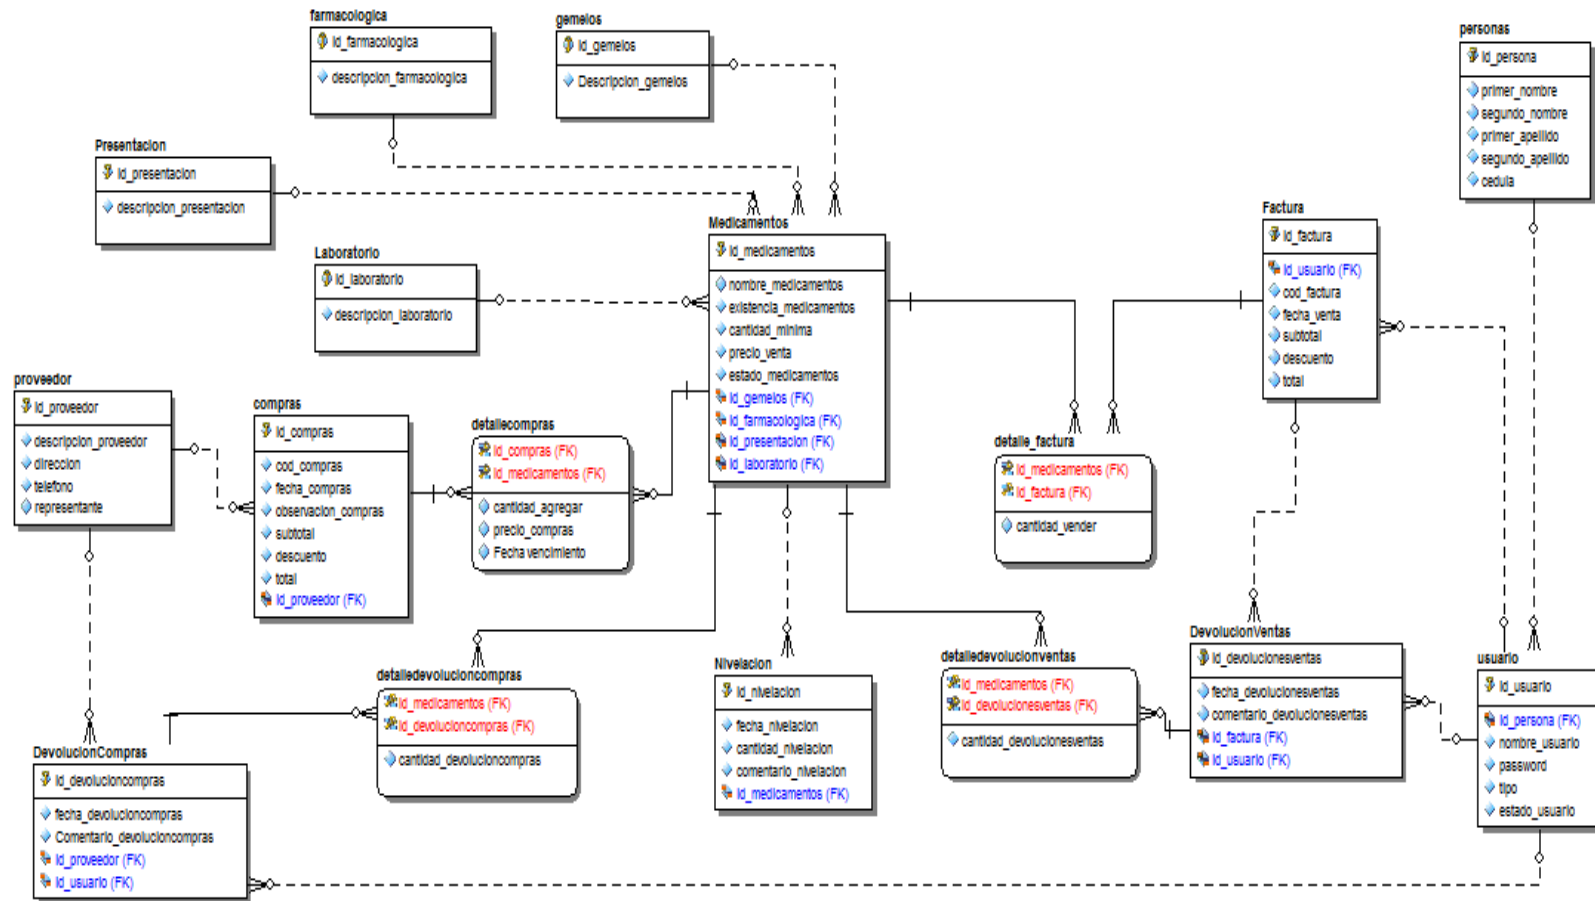 farmacologica
Id_farmacologica
descripcion_farmacologica
gemelos
Id_gemelos
Descripcion_gemelos
personas
Id_persona
primer_nombre
segundo_nombre
primer_apellido
segundo_apellido
cedula
Presentacion
Id_presentacion
descripcion_presentacion
Laboratorio
Id_laboratorio
descripcion_laboratorio
Medicamentos
Id_medicamentos
nombre_medicamentos
existencia_medicamentos
cantidad_minima
precio_venta
estado_medicamentos
Id_gemelos (FK)
Id_farmacologica (FK)
Id_presentacion (FK)
Id_laboratorio (FK)
Factura
Id_factura
Id_usuario (FK)
cod_factura
fecha_venta
subtotal
descuento
total
proveedor
Id_proveedor
descripcion_proveedor
direccion
telefono
representante
compras
Id_compras
cod_compras
fecha_compras
observacion_compras
subtotal
descuento
total
Id_proveedor (FK)
detallecompras
Id_compras (FK)
Id_medicamentos (FK)
cantidad_agregar
precio_compras
Fecha vencimiento
detalle_factura
Id_medicamentos (FK)
Id_factura (FK)
cantidad_vender
detalledevolucioncompras
Id_medicamentos (FK)
Id_devolucioncompras (FK)
cantidad_devolucioncompras
Nivelacion
Id_nivelacion
fecha_nivelacion
cantidad_nivelacion
comentario_nivelacion
Id_medicamentos (FK)
detalledevolucionventas
Id_medicamentos (FK)
Id_devolucionesventas (FK)
cantidad_devolucionesventas
DevolucionVentas
Id_devolucionesventas
fecha_devolucionesventas
comentario_devolucionesventas
Id_factura (FK)
Id_usuario (FK)
usuario
Id_usuario
Id_persona (FK)
nombre_usuario
password
tipo
estado_usuario
DevolucionCompras
Id_devolucioncompras
fecha_devolucioncompras
Comentario_devolucioncompras
Id_proveedor (FK)
Id_usuario (FK)